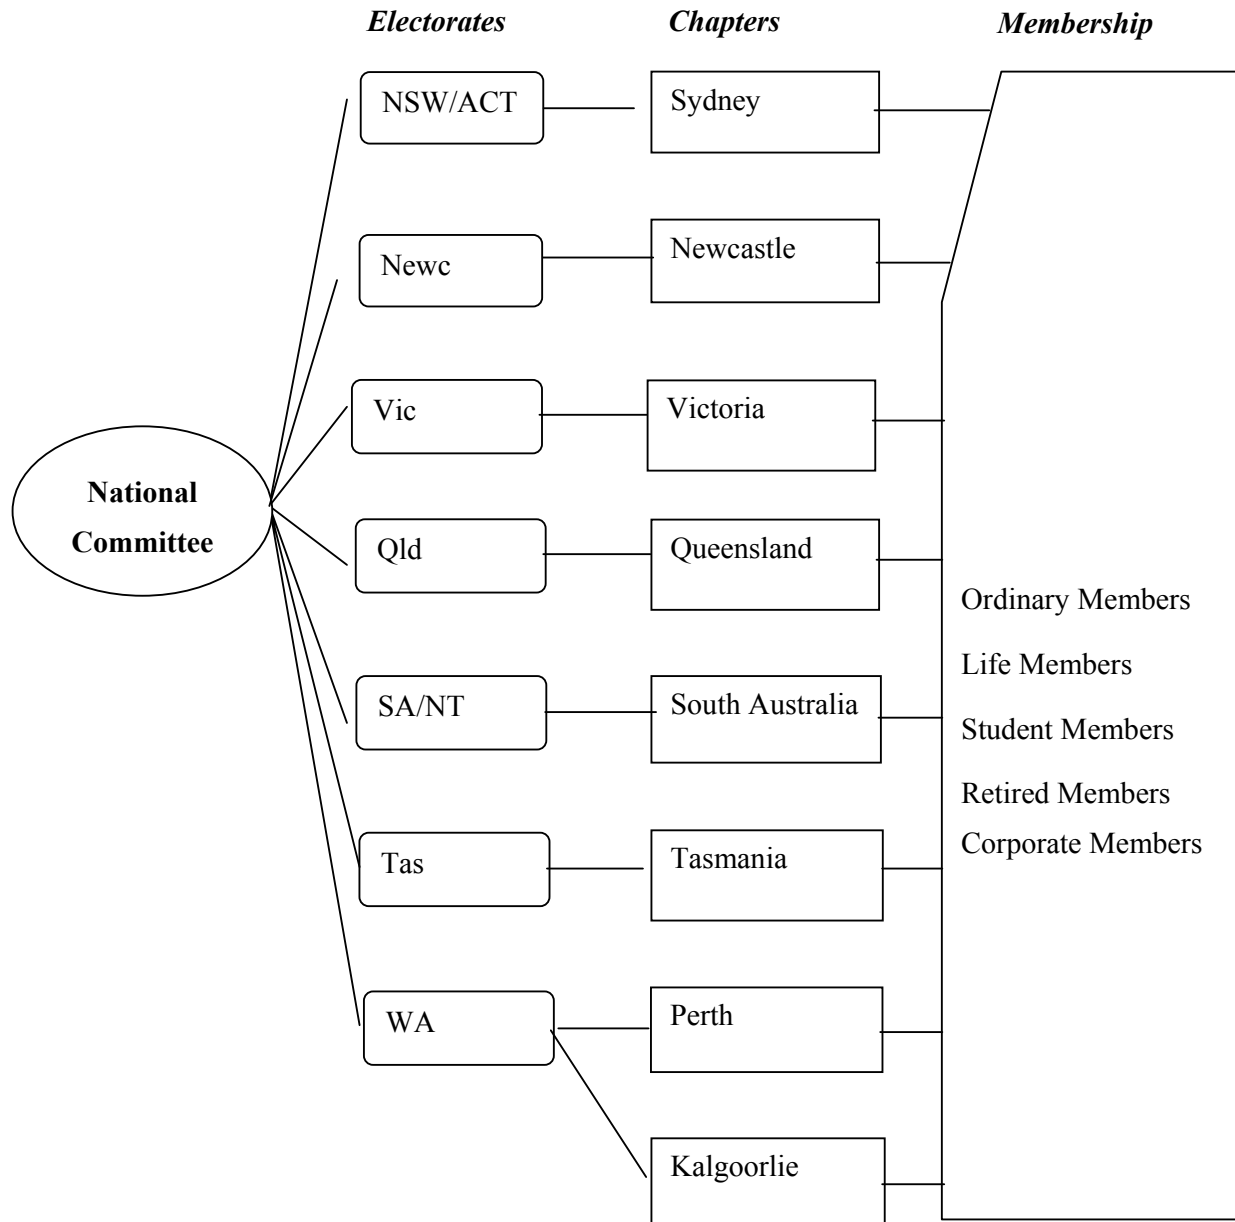 Electorates Chapters Membership
NSW/ACT Sydney
Newc Newcastle
Vic Victoria
National
Committee
Qld Queensland
Ordinary Members
Life Members
SA/NT South Australia
Student Members
Retired Members
Corporate Members
Tas Tasmania
WA Perth
Kalgoorlie